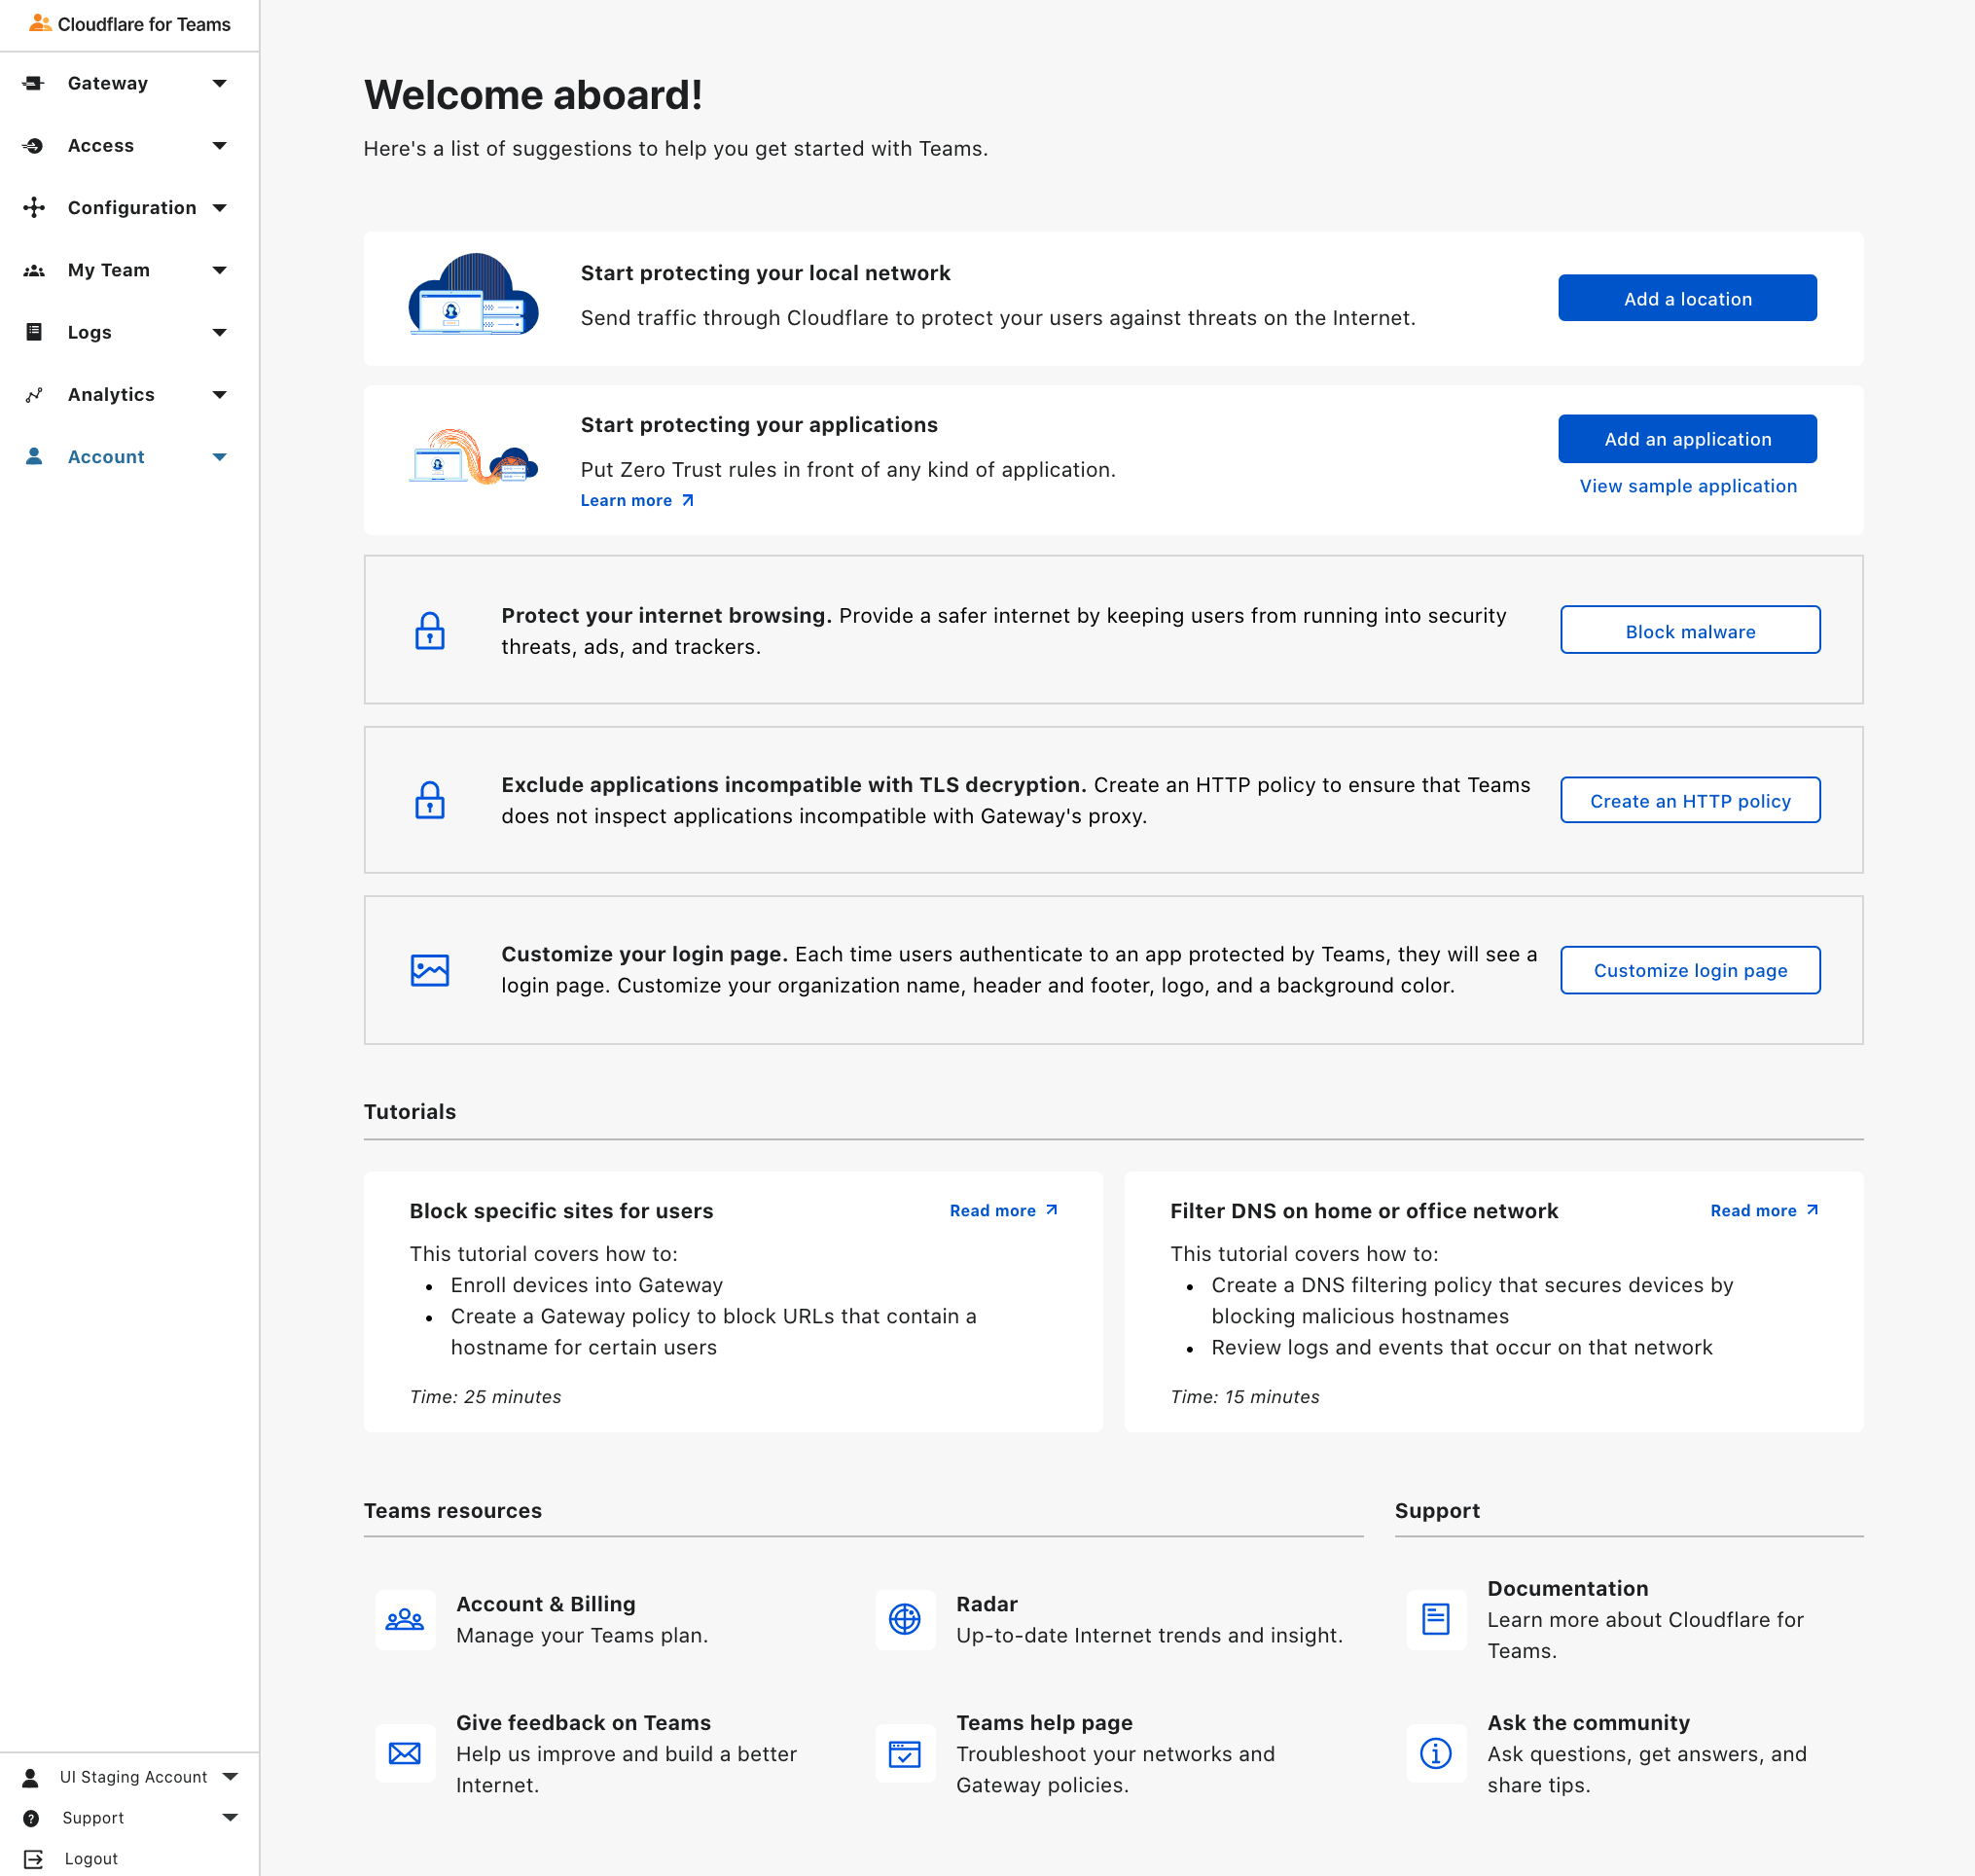 Cloudflare for Teams
Gateway
Access
Configuration
My Team
Logs
Analytics
Account
UI Staging Account
Support
Logout
Welcome aboard!
Here's a list of suggestions to help you get started with Teams.
Start protecting your local network
Send traffic through Cloudflare to protect your users against threats on the Internet.
Add a location
Start protecting your applications
Put Zero Trust rules in front of any kind of application.
Learn more
Add an application
View sample application
Protect your internet browsing. Provide a safer internet by keeping users from running into security
threats, ads, and trackers.
Block malware
Exclude applications incompatible with TLS decryption. Create an HTTP policy to ensure that Teams
does not inspect applications incompatible with Gateway's proxy.
Create an HTTP policy
Customize your login page. Each time users authenticate to an app protected by Teams, they will see a
login page. Customize your organization name, header and footer, logo, and a background color.
Customize login page
Tutorials
Block specific sites for users
Read more
This tutorial covers how to:
• Enroll devices into Gateway
• Create a Gateway policy to block URLs that contain a
hostname for certain users
Time: 25 minutes
Filter DNS on home or office network
Read more
This tutorial covers how to:
• Create a DNS filtering policy that secures devices by
blocking malicious hostnames
• Review logs and events that occur on that network
Time: 15 minutes
Teams resources
Account & Billing
Manage your Teams plan.
Radar
Up-to-date Internet trends and insight.
Give feedback on Teams
Help us improve and build a better
Internet.
Teams help page
Troubleshoot your networks and
Gateway policies.
Support
Documentation
Learn more about Cloudflare for
Teams.
Ask the community
Ask questions, get answers, and
share tips.